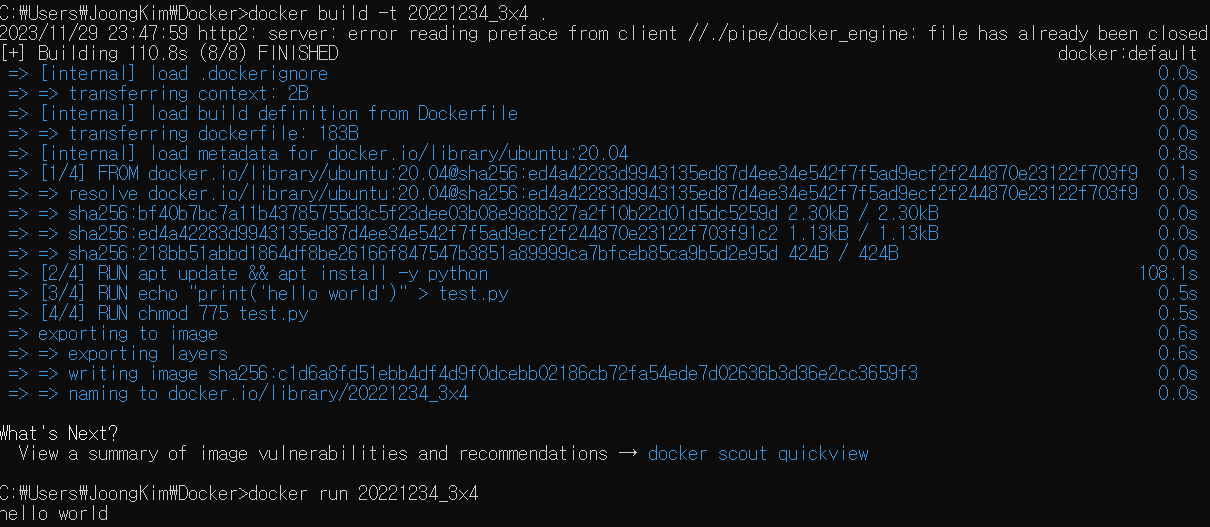 C:₩Users₩JoongKim₩Docker>docker build -t 20221234_3x4 .
2023/11/29 23:47:59 http2: server: error reading preface from client //./pipe/docker_engine: file has already been closed
[+] Building 110.8s (8/8) FINISHED docker:default
=> [internal] load .dockerignore 0.0s
=> => transferring context: 2B 0.0s
=> [internal] load build definition from Dockerfile 0.0s
=> => transferring dockerfile: 183B 0.0s
=> [internal] load metadata for docker.io/library/ubuntu:20.04 0.8s
=> [1/4] FROM docker.io/library/ubuntu:20.04@sha256:ed4a42283d9943135ed87d4ee34e542f7f5ad9ecf2f244870e23122f703f9 0.1s
=> => resolve docker.io/library/ubuntu:20.04@sha256:ed4a42283d9943135ed87d4ee34e542f7f5ad9ecf2f244870e23122f703f9 0.0s
=> => sha256:bf40b7bc7a11b43785755d3c5f23dee03b08e988b327a2f10b22d01d5dc5259d 2.30kB / 2.30kB 0.0s
=> => sha256:ed4a42283d9943135ed87d4ee34e542f7f5ad9ecf2f244870e23122f703f91c2 1.13kB / 1.13kB 0.0s
=> => sha256:218bb51abbd1864df8be26166f847547b3851a89999ca7bfceb85ca9b5d2e95d 424B / 424B 0.0s
=> [2/4] RUN apt update && apt install -y python 108.1s
=> [3/4] RUN echo "print('hello world')" > test.py 0.5s
=> [4/4] RUN chmod 775 test.py 0.5s
=> exporting to image 0.6s
=> => exporting layers 0.6s
=> => writing image sha256:c1d6a8fd51ebb4df4d9f0dcebb02186cb72fa54ede7d02636b3d36e2cc3659f3 0.0s
=> => naming to docker.io/library/20221234_3x4 0.0s
What's Next?
View a summary of image vulnerabilities and recommendations → docker scout quickview
C:₩Users₩JoongKim₩Docker>docker run 20221234_3x4
hello world